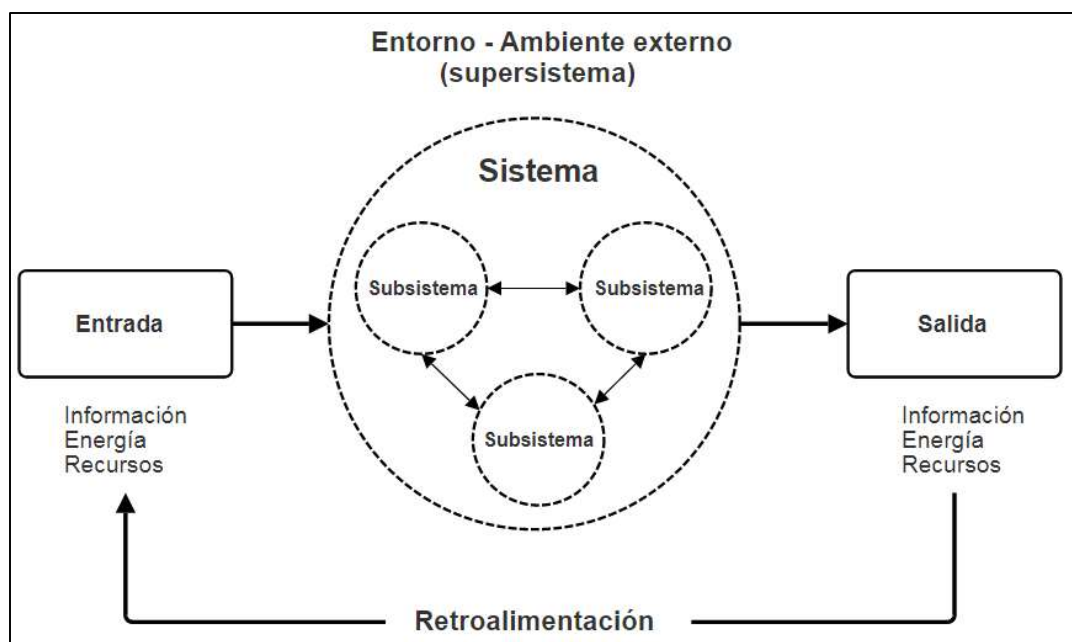 Entorno - Ambiente externo
(supersistema)
Sistema
Subsistema
Subsistema
Subsistema
Entrada
Información
Energía
Recursos
Salida
Información
Energía
Recursos
Retroalimentación